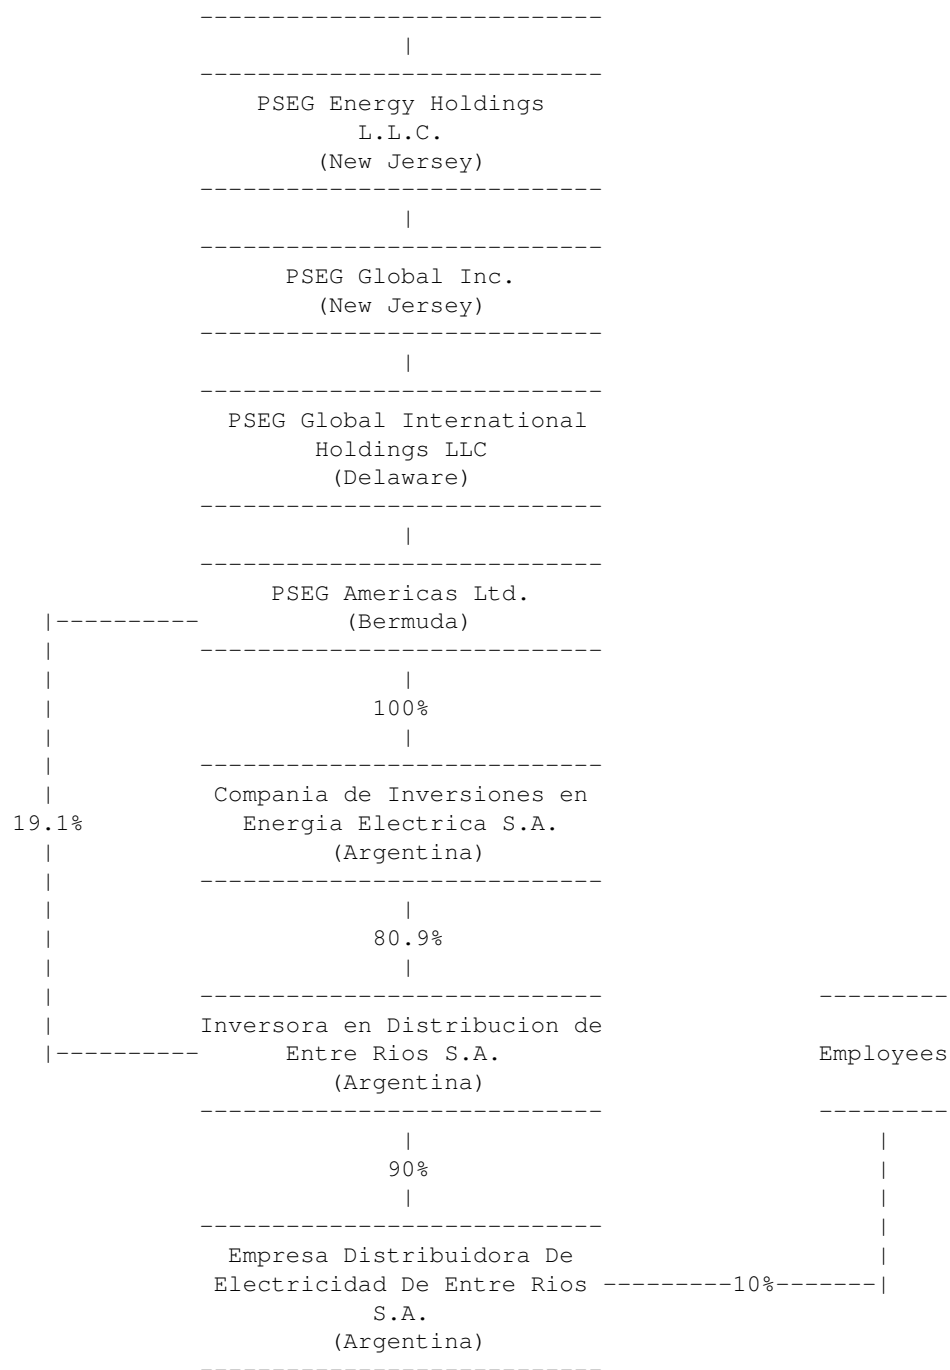 ----------------------------
|
----------------------------
PSEG Energy Holdings
L.L.C.
(New Jersey)
----------------------------
|
----------------------------
PSEG Global Inc.
(New Jersey)
----------------------------
|
----------------------------
PSEG Global International
Holdings LLC
(Delaware)
----------------------------
|
----------------------------
PSEG Americas Ltd.
|---------- (Bermuda)
| ----------------------------
| |
| 100%
| |
| ----------------------------
| Compania de Inversiones en
19.1% Energia Electrica S.A.
| (Argentina)
| ----------------------------
| |
| 80.9%
| |
| ---------------------------- ---------
| Inversora en Distribucion de
|---------- Entre Rios S.A. Employees
(Argentina)
---------------------------- ---------
| |
90% |
| |
---------------------------- |
Empresa Distribuidora De |
Electricidad De Entre Rios ---------10%-------|
S.A.
(Argentina)
----------------------------